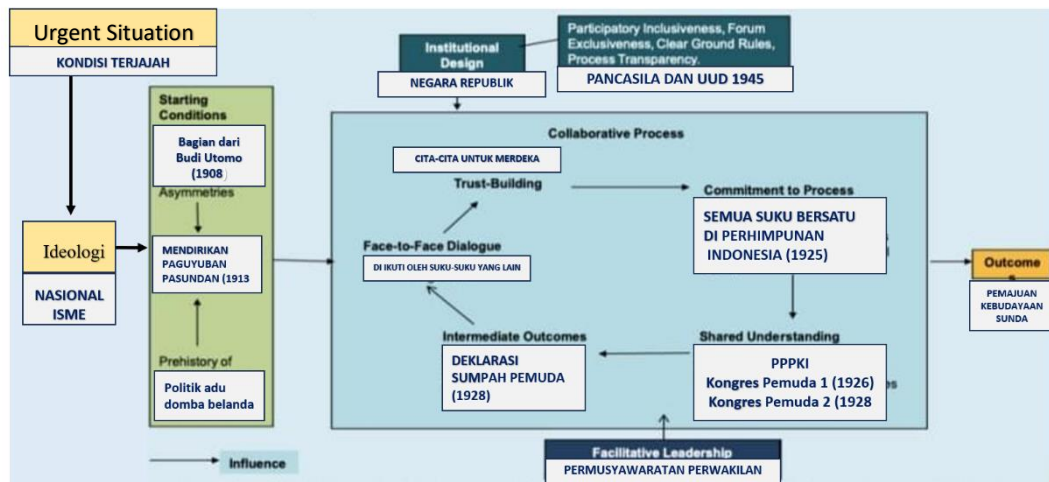 Urgent Situation
KONDISI TERJAJAH
Ideologi
NASIONAL
ISME
Starting
Conditions
Bagian dari
Budi Utomo
(1908)
Asymmetries
MENDIRIKAN
PAGUYUBAN
PASUNDAN (1913
Prehistory of
Politik adu
domba belanda
Influence
Institutional
Design
NEGARA REPUBLIK
Participatory Inclusiveness, Forum
Exclusiveness, Clear Ground Rules,
Process Transparency.
PANCASILA DAN UUD 1945
Collaborative Process
CITA-CITA UNTUK MERDEKA
Trust-Building
Commitment to Process
SEMUA SUKU BERSATU
DI PERHIMPUNAN
INDONESIA (1925)
Face-to-Face Dialogue
DI IKUTI OLEH SUKU-SUKU YANG LAIN
Intermediate Outcomes
DEKLARASI
SUMPAH PEMUDA
(1928)
Shared Understanding
PPPKI
Kongres Pemuda 1 (1926)
Kongres Pemuda 2 (1928
Facilitative Leadership
PERMUSYAWARATAN PERWAKILAN
Outcome
s
PEMAJUAN
KEBUDAYAAN
SUNDA